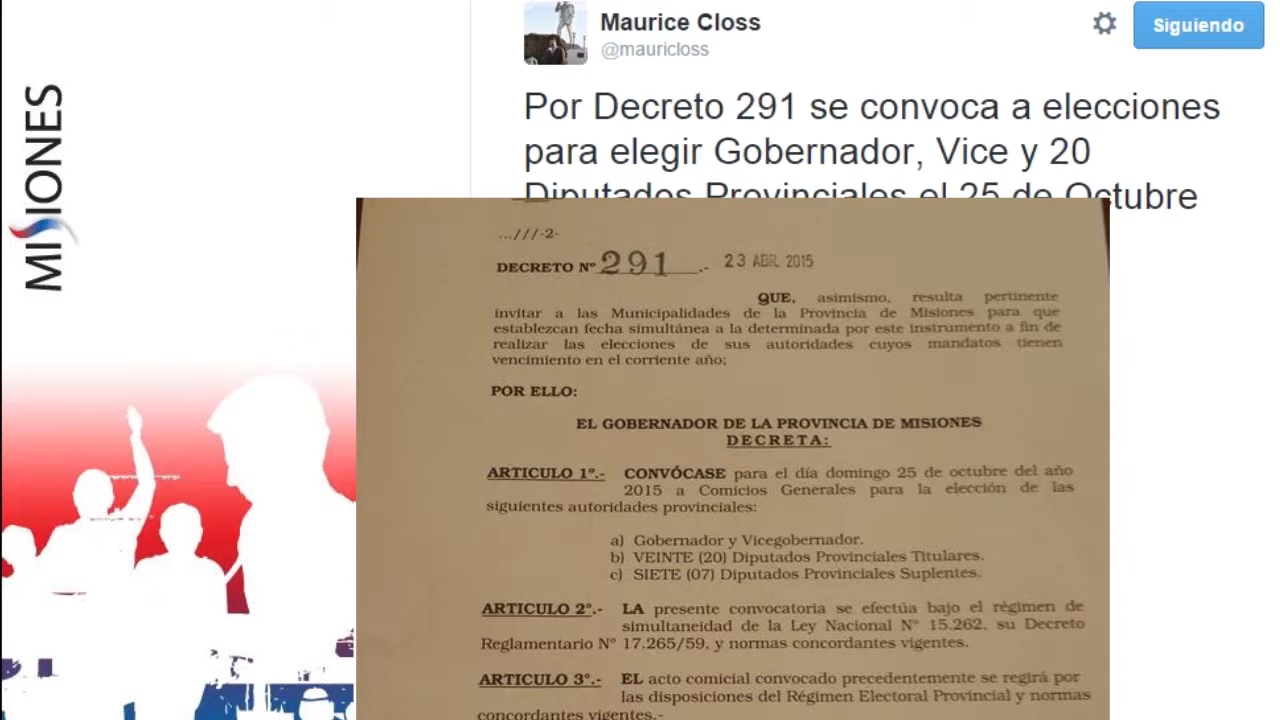 MISIONES
Maurice Closs
@mauricloss
Siguiendo
Por Decreto 291 se convoca a elecciones
para elegir Gobernador, Vice y 20
Diputados Provinciales el 25 de Octubre
...///-2-
DECRETO Nº 291 .- 23 ABR. 2015
QUE, asimismo, resulta pertinente
invitar a las Municipalidades de la Provincia de Misiones para que
establezcan fecha simultánea a la determinada por este instrumento a fin de
realizar las elecciones de sus autoridades cuyos mandatos tienen
vencimiento en el corriente año;
POR ELLO:
EL GOBERNADOR DE LA PROVINCIA DE MISIONES
DECRETA:
ARTICULO 1º.- CONVÓCASE para el día domingo 25 de octubre del año
2015 a Comicios Generales para la elección de las
siguientes autoridades provinciales:
a) Gobernador y Vicegobernador.
b) VEINTE (20) Diputados Provinciales Titulares.
c) SIETE (07) Diputados Provinciales Suplentes.
ARTICULO 2º.- LA presente convocatoria se efectúa bajo el régimen de
simultaneidad de la Ley Nacional Nº 15.262, su Decreto
Reglamentario Nº 17.265/59, y normas concordantes vigentes.
ARTICULO 3º.- EL acto comicial convocado precedentemente se regirá por
las disposiciones del Régimen Electoral Provincial y normas
concordantes vigentes.-